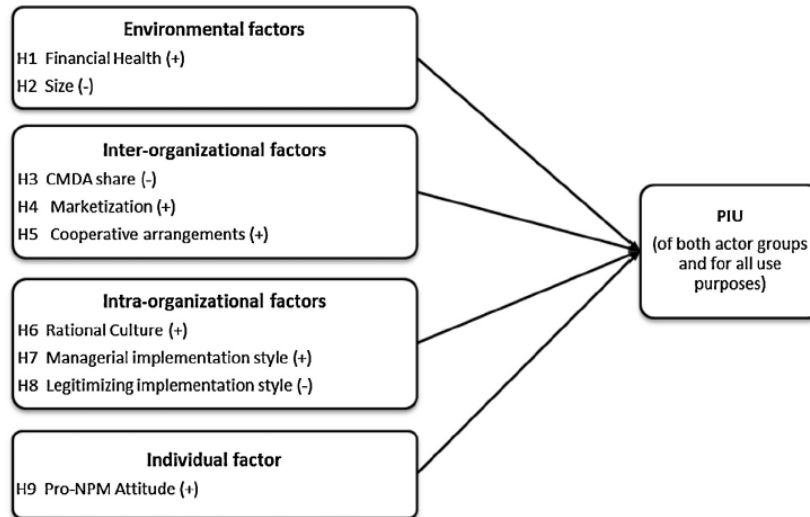 Environmental factors
H1 Financial Health (+)
H2 Size (-)
Inter-organizational factors
H3 CMDA share (-)
H4 Marketization (+)
H5 Cooperative arrangements (+)
Intra-organizational factors
H6 Rational Culture (+)
H7 Managerial implementation style (+)
H8 Legitimizing implementation style (-)
Individual factor
H9 Pro-NPM Attitude (+)
PIU
(of both actor groups
and for all use
purposes)